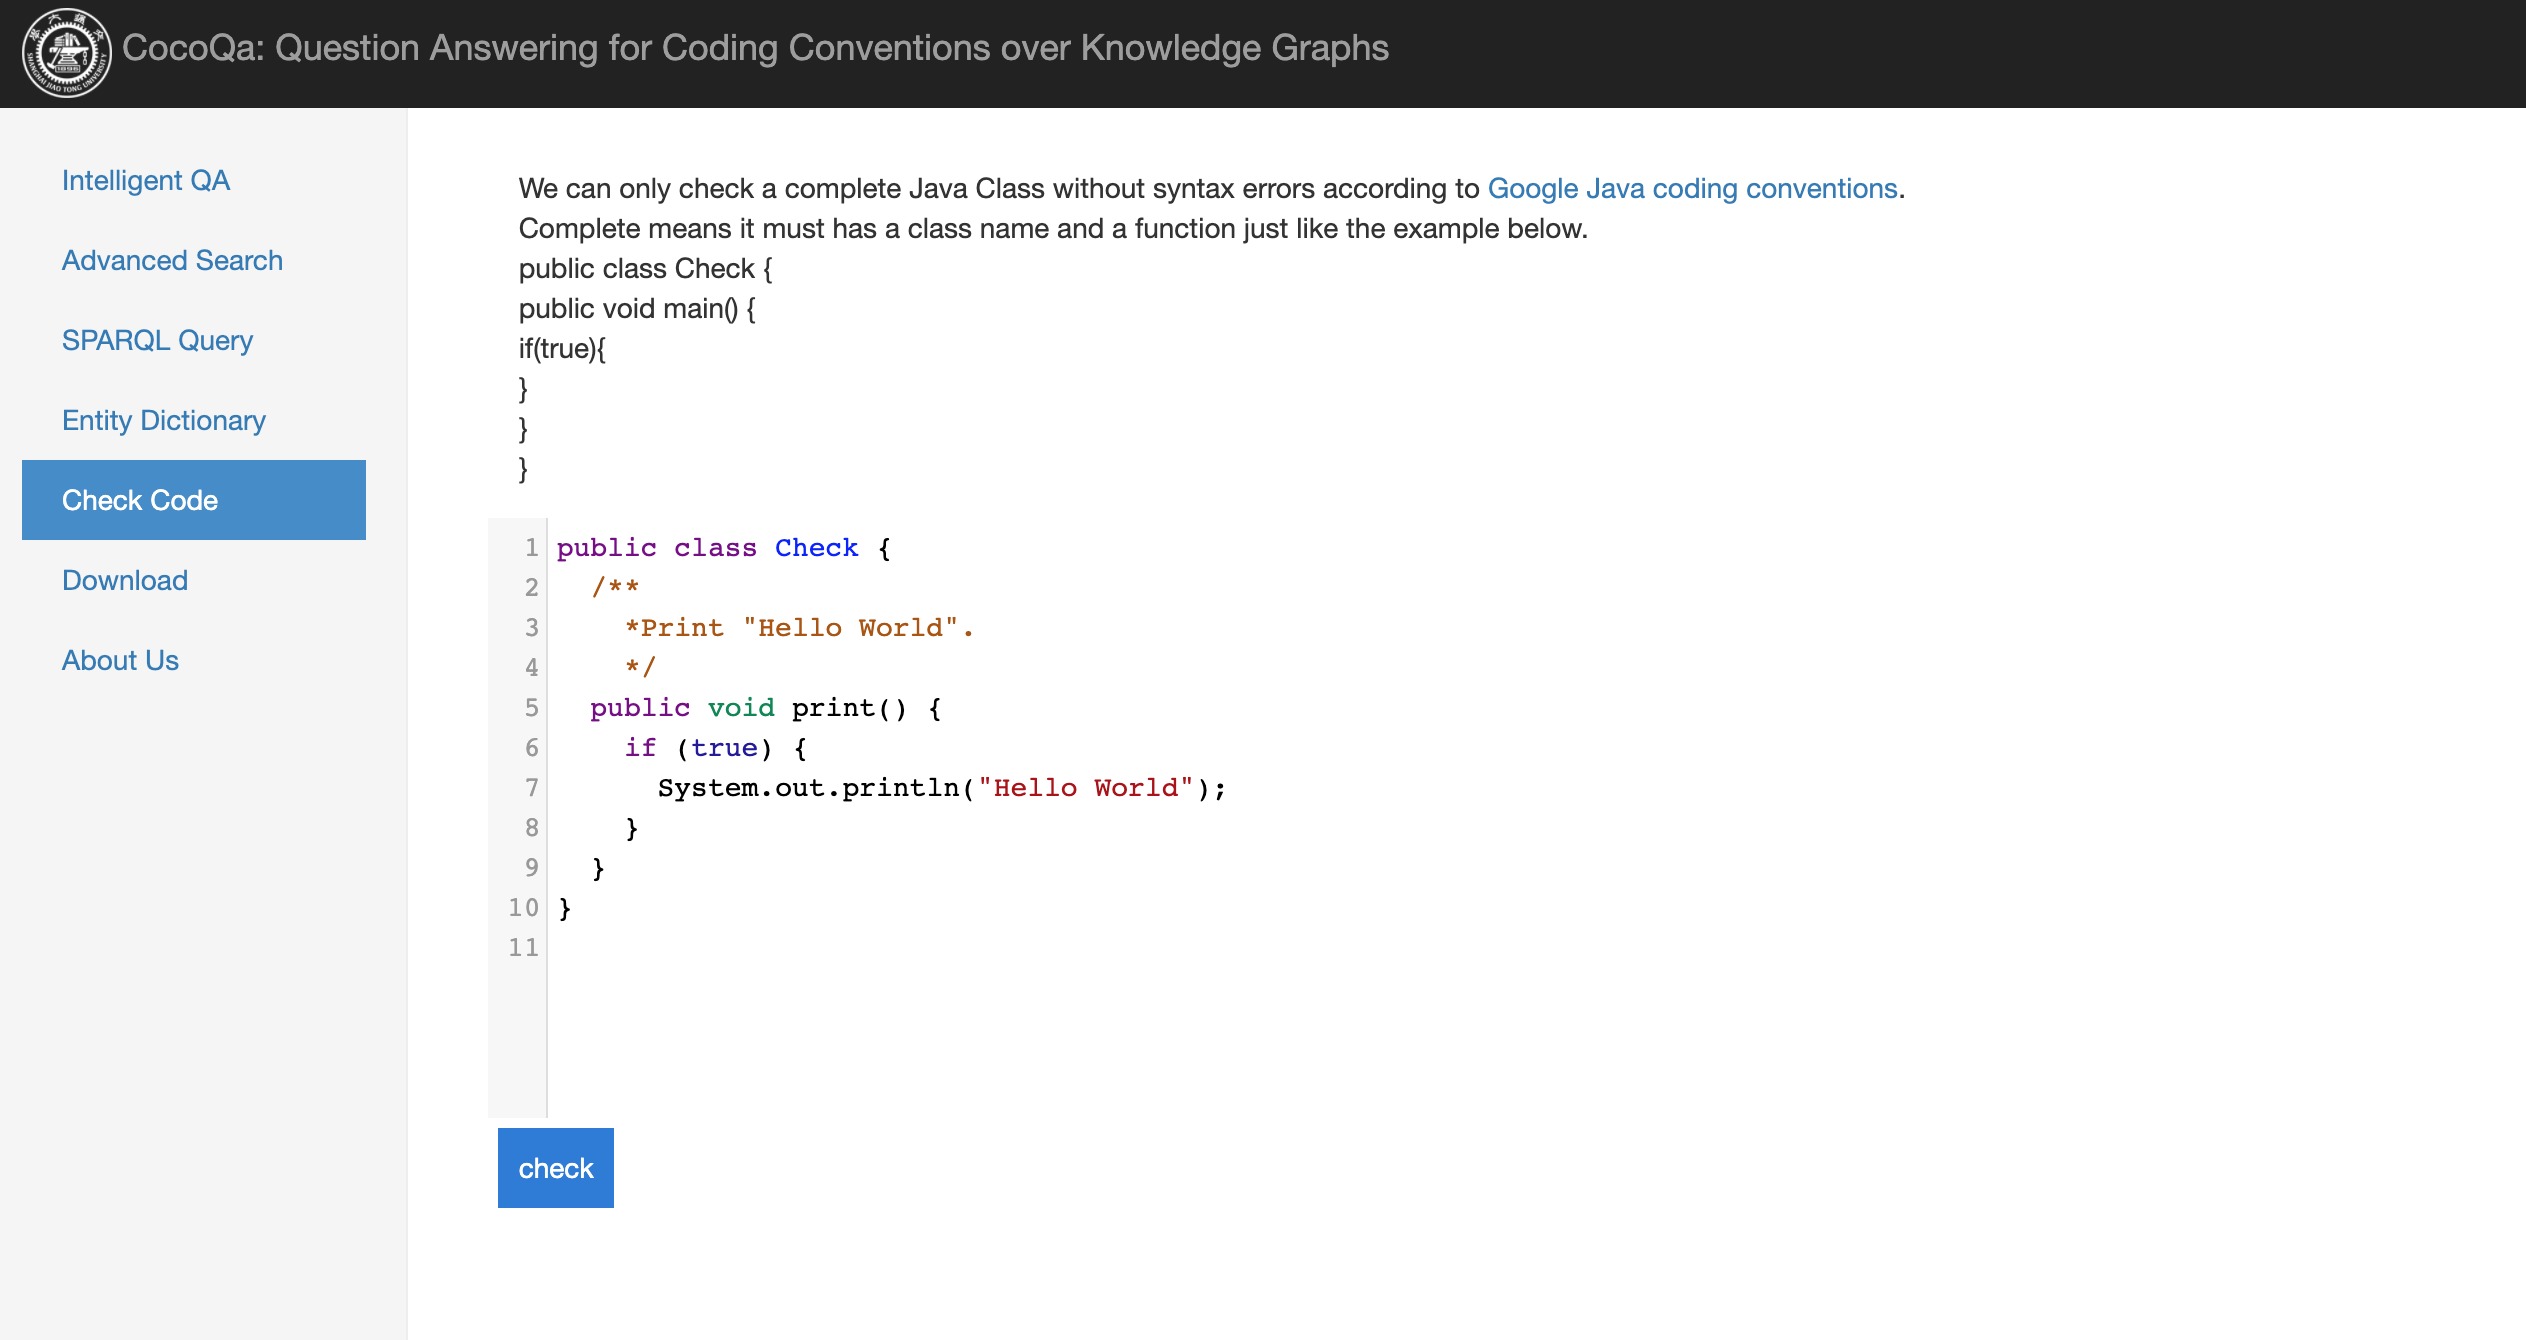 CocoQa: Question Answering for Coding Conventions over Knowledge Graphs
Intelligent QA
Advanced Search
SPARQL Query
Entity Dictionary
Check Code
Download
About Us
We can only check a complete Java Class without syntax errors according to Google Java coding conventions.
Complete means it must has a class name and a function just like the example below.
public class Check {
public void main() {
if(true){
}
}
}
1 public class Check {
2   /**
3     *Print "Hello World".
4     */
5   public void print() {
6     if (true) {
7       System.out.println("Hello World");
8     }
9   }
10 }
11
check